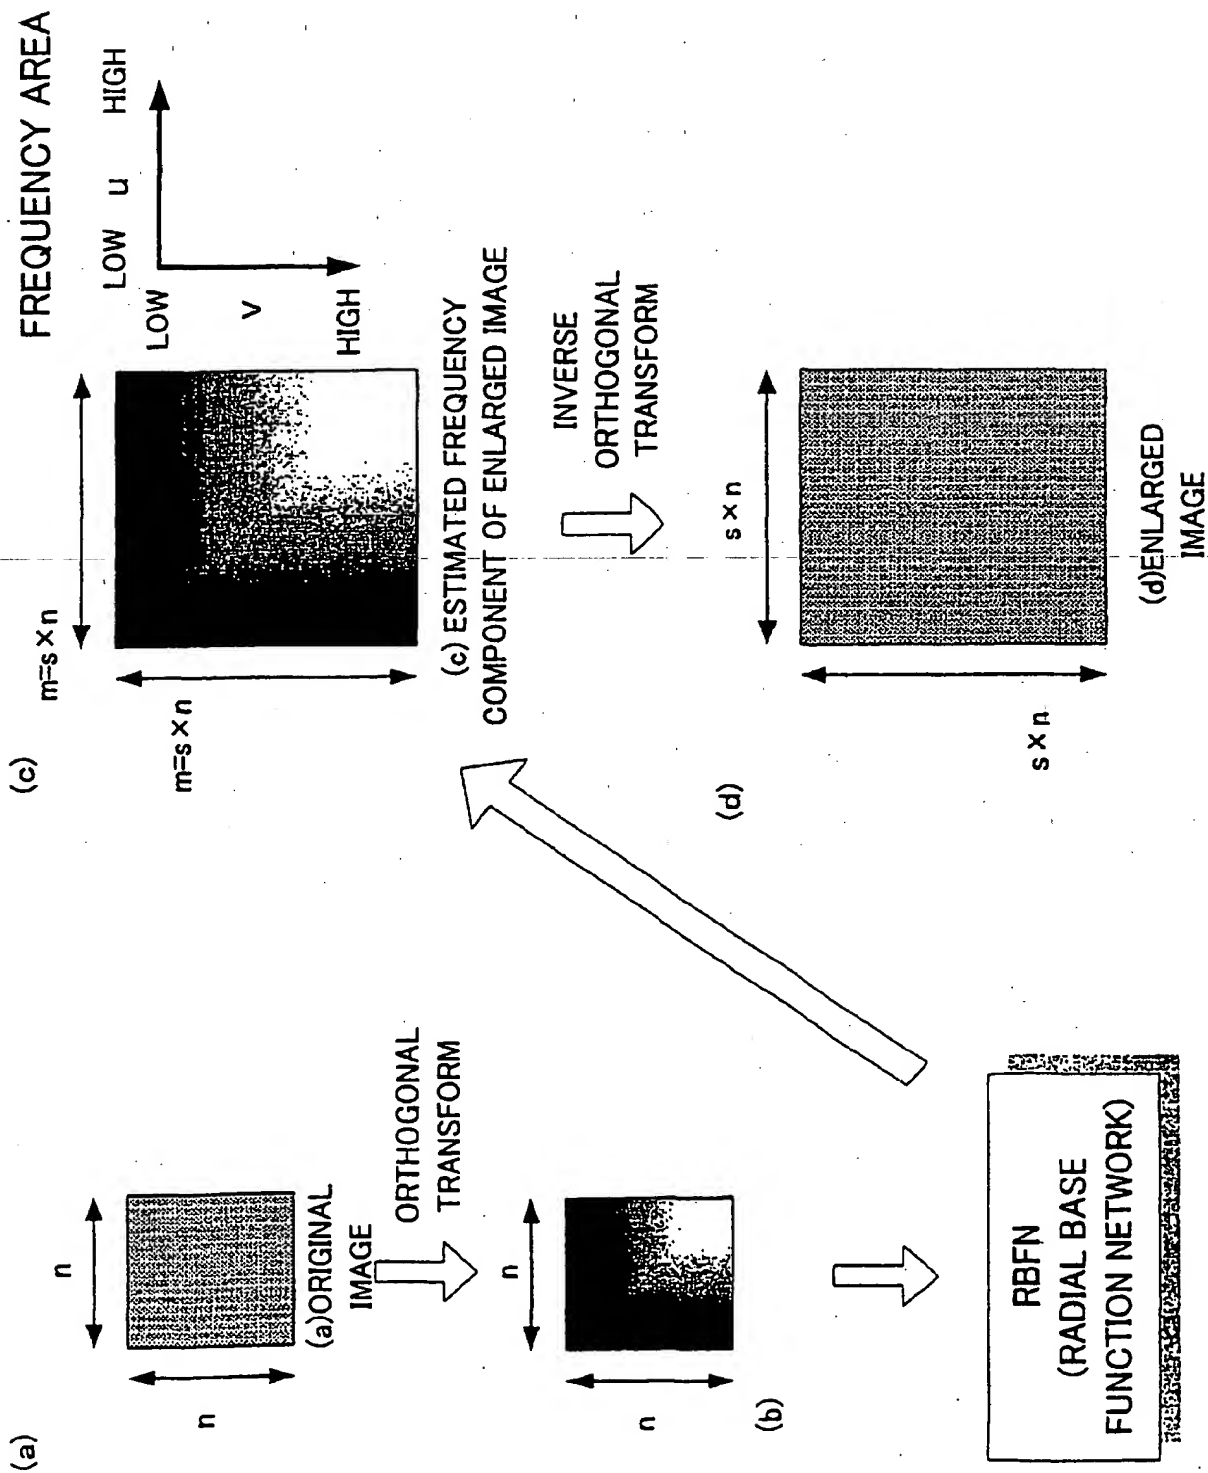 (a)
n
n
(a)ORIGINAL
IMAGE
ORTHOGONAL
TRANSFORM
n
n
(b)
RBFN
(RADIAL BASE
FUNCTION NETWORK)
(c)
m=s×n
m=s×n
FREQUENCY AREA
LOW u HIGH
LOW
v
HIGH
(c) ESTIMATED FREQUENCY
COMPONENT OF ENLARGED IMAGE
INVERSE
ORTHOGONAL
TRANSFORM
(d)
s×n
s×n
(d)ENLARGED
IMAGE